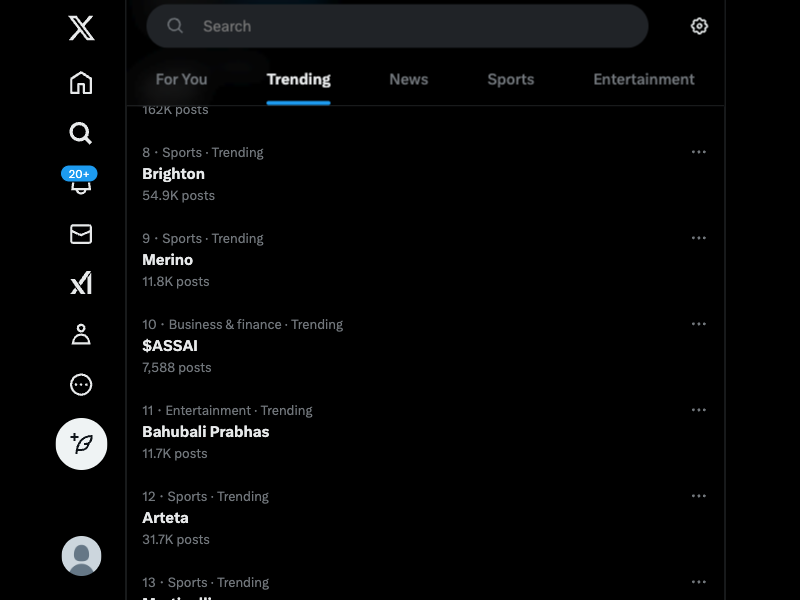 Search
For You
Trending
News
Sports
Entertainment
162K posts
8 · Sports · Trending
Brighton
54.9K posts
9 · Sports · Trending
Merino
11.8K posts
10 · Business & finance · Trending
$ASSAI
7,588 posts
11 · Entertainment · Trending
Bahubali Prabhas
11.7K posts
12 · Sports · Trending
Arteta
31.7K posts
13 · Sports · Trending
20+